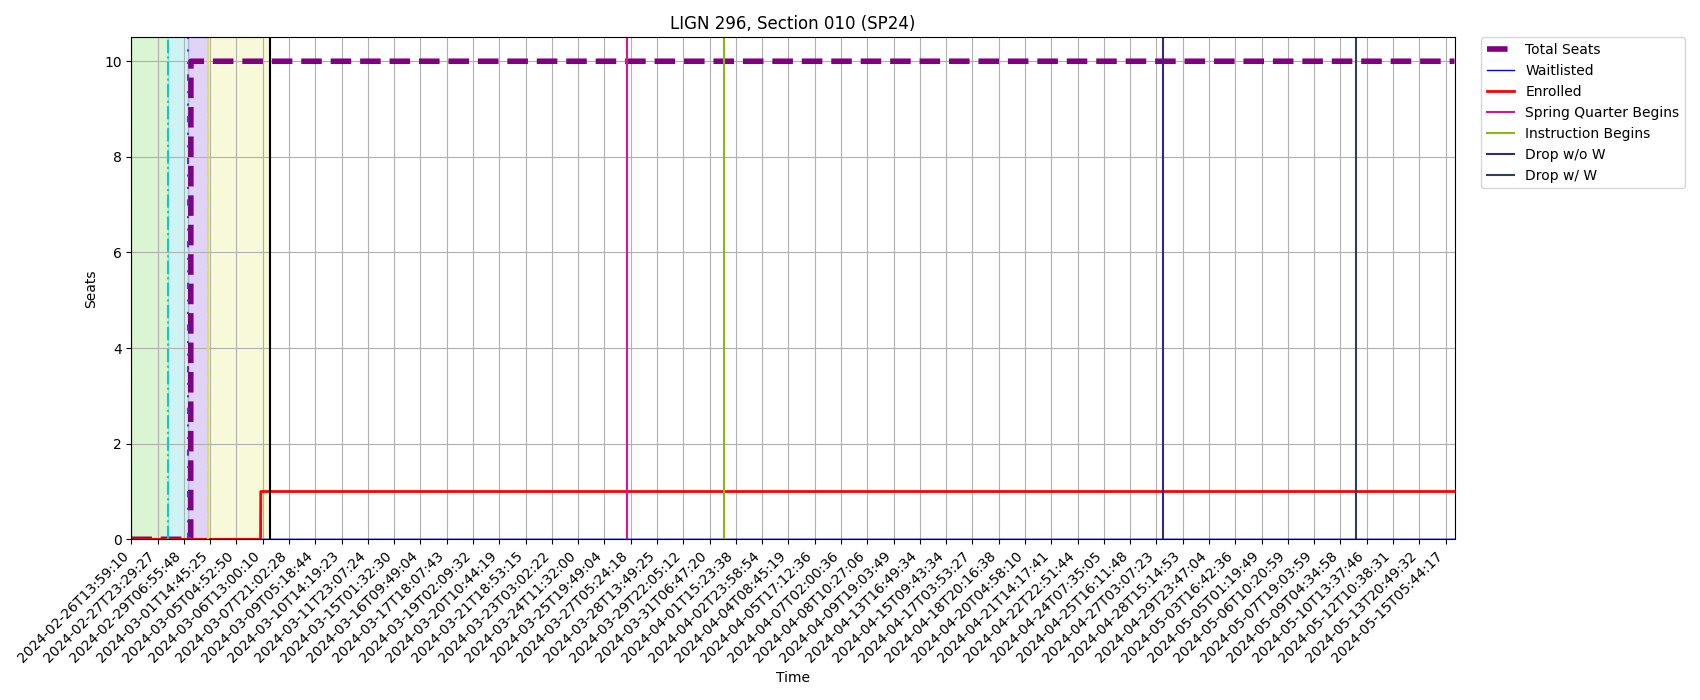 LIGN 296, Section 010 (SP24)
Total Seats
Waitlisted
Enrolled
Spring Quarter Begins
Instruction Begins
Drop w/o W
Drop w/ W
Seats
10
8
6
4
2
0
2024-02-26T13:59:10
2024-02-27T23:29:27
2024-02-29T06:55:48
2024-03-01T14:45:25
2024-03-05T04:52:50
2024-03-06T13:00:10
2024-03-07T21:02:28
2024-03-09T05:18:44
2024-03-10T14:19:23
2024-03-11T23:07:24
2024-03-15T01:32:30
2024-03-16T09:49:04
2024-03-17T18:07:43
2024-03-19T02:09:32
2024-03-20T10:44:19
2024-03-21T18:53:15
2024-03-23T03:02:22
2024-03-24T11:32:00
2024-03-25T19:49:04
2024-03-27T05:24:18
2024-03-28T13:49:25
2024-03-29T22:05:12
2024-03-31T06:47:20
2024-04-01T15:23:38
2024-04-02T23:58:54
2024-04-04T08:45:19
2024-04-05T17:12:36
2024-04-07T02:00:36
2024-04-08T10:27:06
2024-04-09T19:03:49
2024-04-13T16:49:34
2024-04-15T09:43:34
2024-04-17T03:53:27
2024-04-18T20:16:38
2024-04-20T04:58:10
2024-04-21T14:17:41
2024-04-22T22:51:44
2024-04-24T07:35:05
2024-04-25T16:11:48
2024-04-27T03:07:23
2024-04-28T15:14:53
2024-04-29T23:47:04
2024-05-03T16:42:36
2024-05-05T01:19:49
2024-05-06T10:20:59
2024-05-07T19:03:59
2024-05-09T04:34:58
2024-05-10T13:37:46
2024-05-12T10:38:31
2024-05-13T20:49:32
2024-05-15T05:44:17
Time